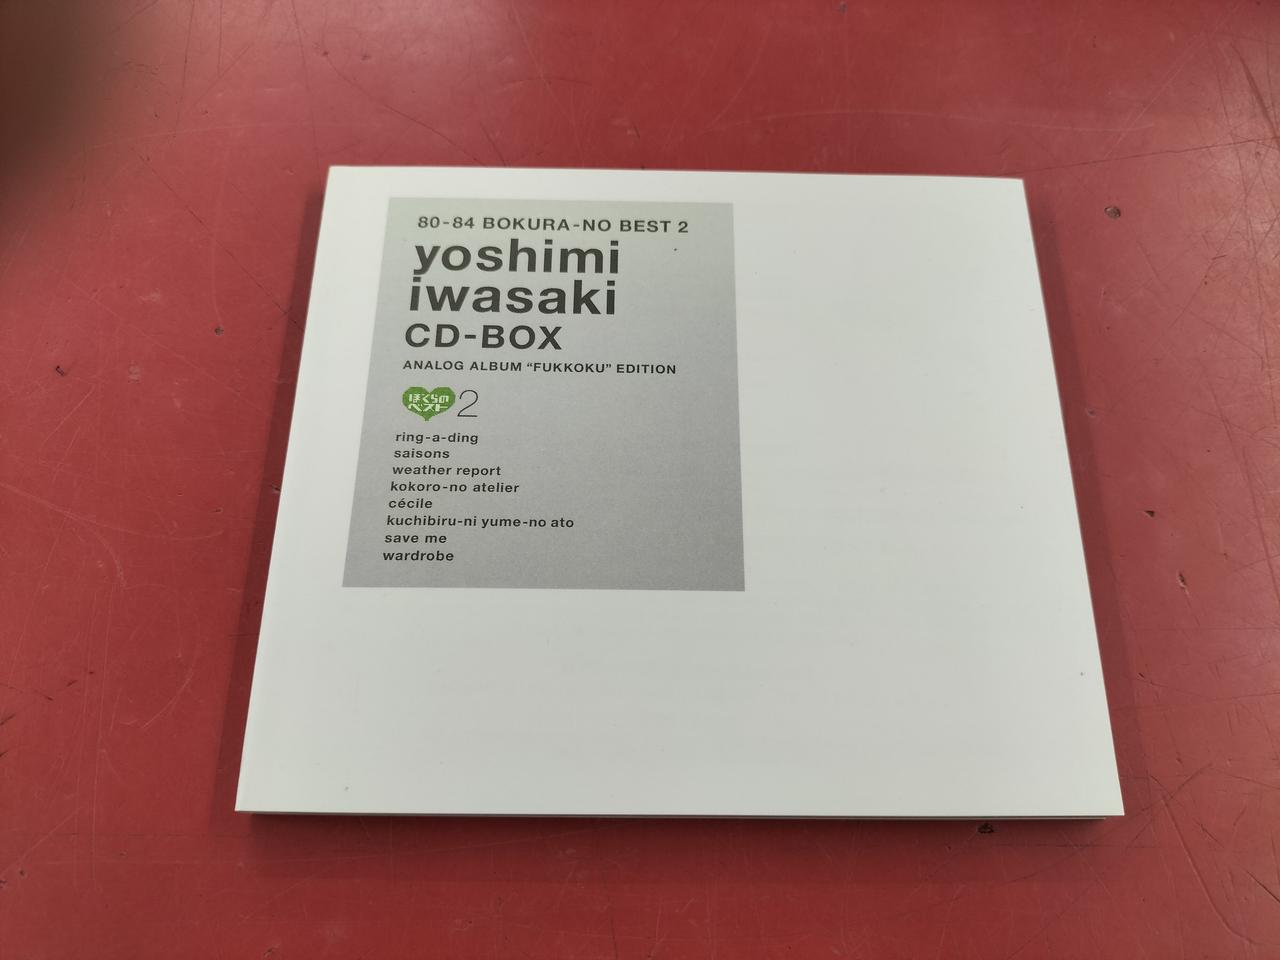 80-84 BOKURA-NO BEST 2
yoshimi
iwasaki
CD-BOX
ANALOG ALBUM “FUKKOKU” EDITION
ぼくらの
ベスト
2
ring-a-ding
saisons
weather report
kokoro-no atelier
cécile
kuchibiru-ni yume-no ato
save me
wardrobe